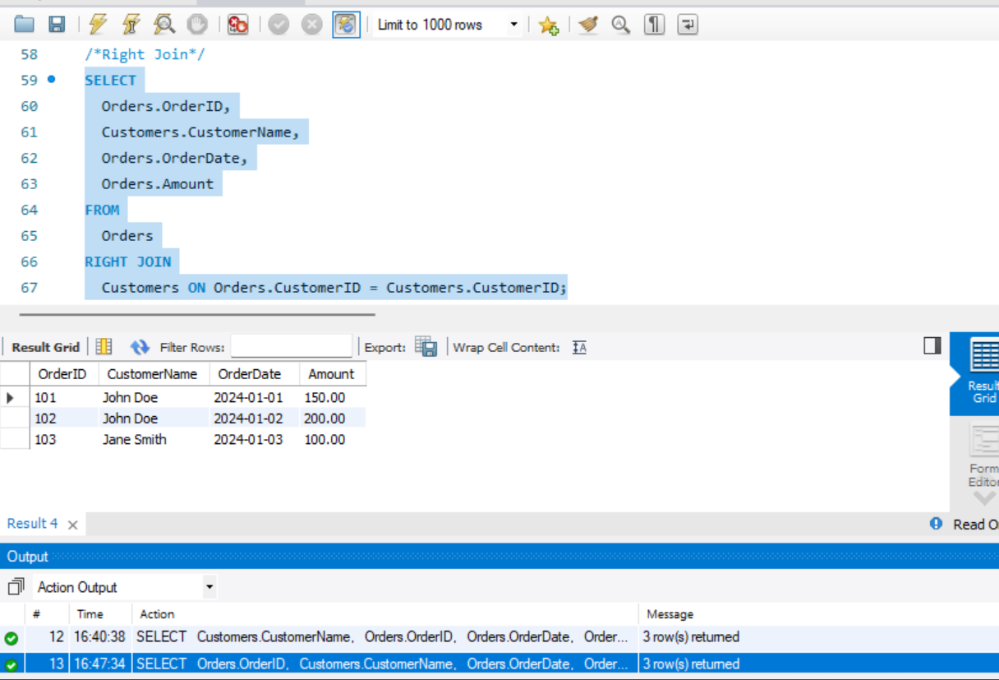 Limit to 1000 rows
58 /*Right Join*/
59 SELECT
60 Orders.OrderID,
61 Customers.CustomerName,
62 Orders.OrderDate,
63 Orders.Amount
64 FROM
65 Orders
66 RIGHT JOIN
67 Customers ON Orders.CustomerID = Customers.CustomerID;
Result Grid Filter Rows: Export: Wrap Cell Content: IA
OrderID CustomerName OrderDate Amount
101 John Doe 2024-01-01 150.00
102 John Doe 2024-01-02 200.00
103 Jane Smith 2024-01-03 100.00
Result
Grid
Form
Editor
Result 4 Read O
Output
Action Output
# Time Action Message
12 16:40:38 SELECT Customers.CustomerName, Orders.OrderID, Orders.OrderDate, Order... 3 row(s) returned
13 16:47:34 SELECT Orders.OrderID, Customers.CustomerName, Orders.OrderDate, Order... 3 row(s) returned